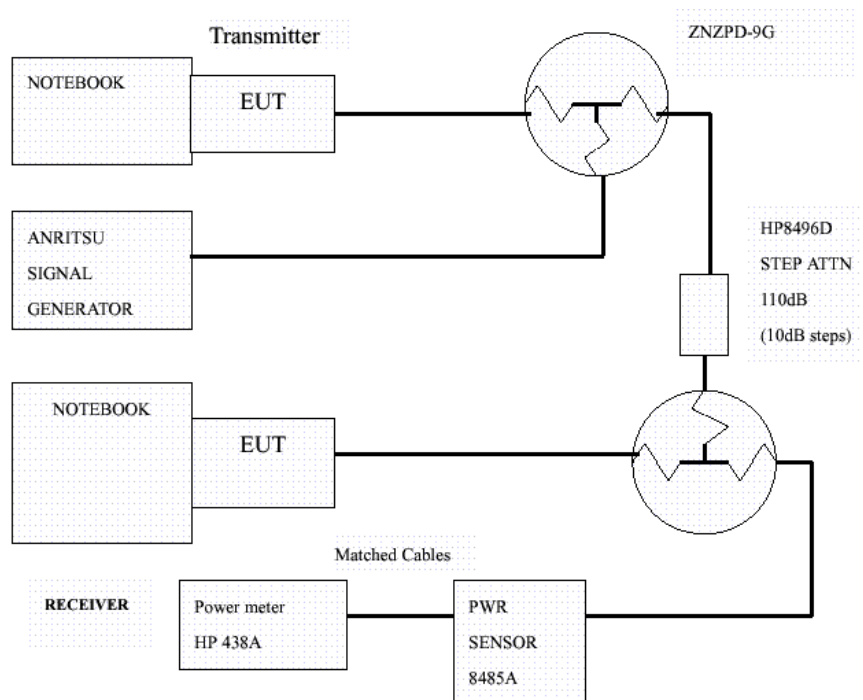 Transmitter
ZNZPD-9G
NOTEBOOK
EUT
ANRITSU
SIGNAL
GENERATOR
HP8496D
STEP ATTN
110dB
(10dB steps)
NOTEBOOK
EUT
Matched Cables
RECEIVER
Power meter
HP 438A
PWR
SENSOR
8485A